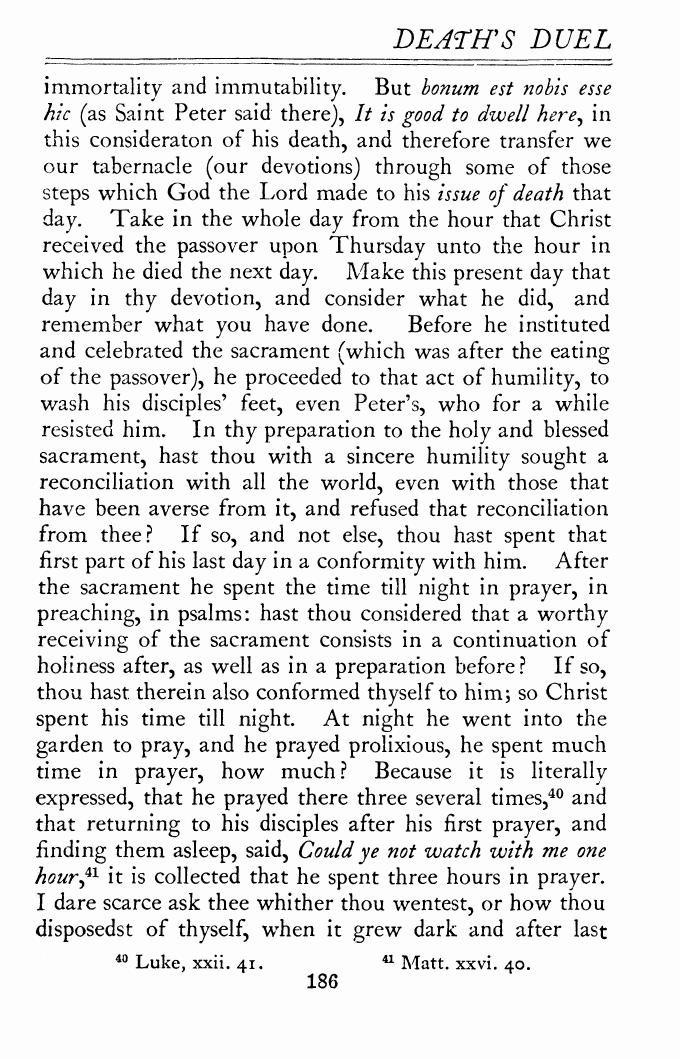 DEATH'S DUEL
immortality and immutability. But bonum est nobis esse
hic (as Saint Peter said there), It is good to dwell here, in
this consideraton of his death, and therefore transfer we
our tabernacle (our devotions) through some of those
steps which God the Lord made to his issue of death that
day. Take in the whole day from the hour that Christ
received the passover upon Thursday unto the hour in
which he died the next day. Make this present day that
day in thy devotion, and consider what he did, and
remember what you have done. Before he instituted
and celebrated the sacrament (which was after the eating
of the passover), he proceeded to that act of humility, to
wash his disciples' feet, even Peter's, who for a while
resisted him. In thy preparation to the holy and blessed
sacrament, hast thou with a sincere humility sought a
reconciliation with all the world, even with those that
have been averse from it, and refused that reconciliation
from thee? If so, and not else, thou hast spent that
first part of his last day in a conformity with him. After
the sacrament he spent the time till night in prayer, in
preaching, in psalms: hast thou considered that a worthy
receiving of the sacrament consists in a continuation of
holiness after, as well as in a preparation before? If so,
thou hast therein also conformed thyself to him; so Christ
spent his time till night. At night he went into the
garden to pray, and he prayed prolixious, he spent much
time in prayer, how much? Because it is literally
expressed, that he prayed there three several times,⁴⁰ and
that returning to his disciples after his first prayer, and
finding them asleep, said, Could ye not watch with me one
hour,⁴¹ it is collected that he spent three hours in prayer.
I dare scarce ask thee whither thou wentest, or how thou
disposedst of thyself, when it grew dark and after last
⁴⁰ Luke, xxii. 41. ⁴¹ Matt. xxvi. 40.
186